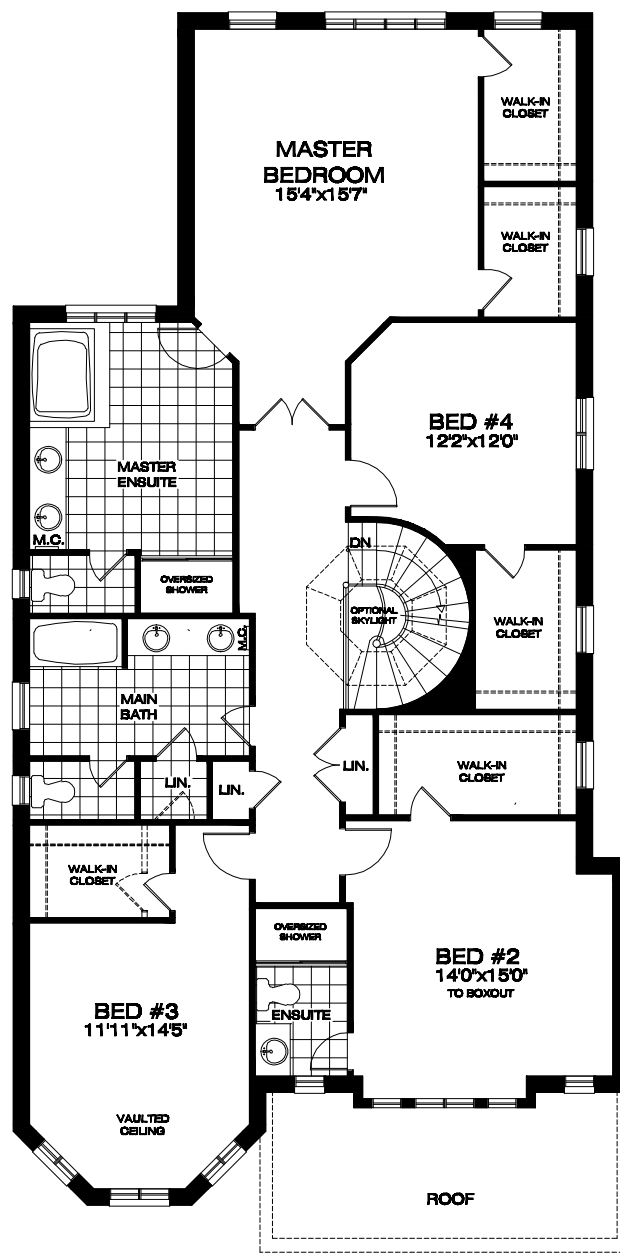 WALK-IN
CLOSET
MASTER
BEDROOM
15'4"x15'7"
WALK-IN
CLOSET
BED #4
12'2"x12'0"
MASTER
ENSUITE
M.C.
DN
OVERSIZED
SHOWER
OPTIONAL
SKYLIGHT
WALK-IN
CLOSET
M.C.
MAIN
BATH
WALK-IN
CLOSET
LIN.
LIN.
LIN.
WALK-IN
CLOSET
OVERSIZED
SHOWER
BED #2
14'0"x15'0"
TO BOXOUT
BED #3
11'11"x14'5"
ENSUITE
VAULTED
CEILING
ROOF